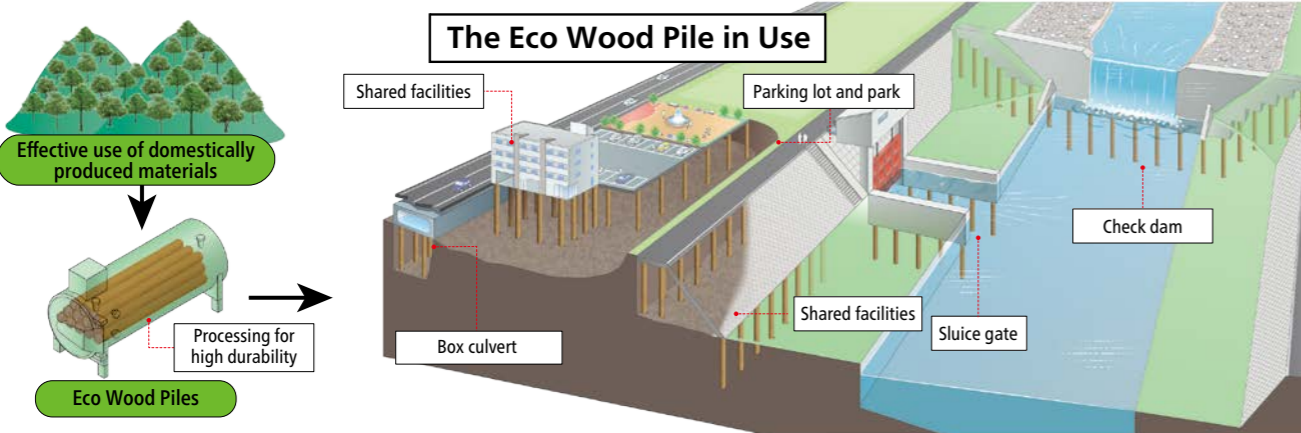 The Eco Wood Pile in Use
Effective use of domestically
produced materials
Processing for
high durability
Eco Wood Piles
Shared facilities
Parking lot and park
Check dam
Shared facilities
Sluice gate
Box culvert